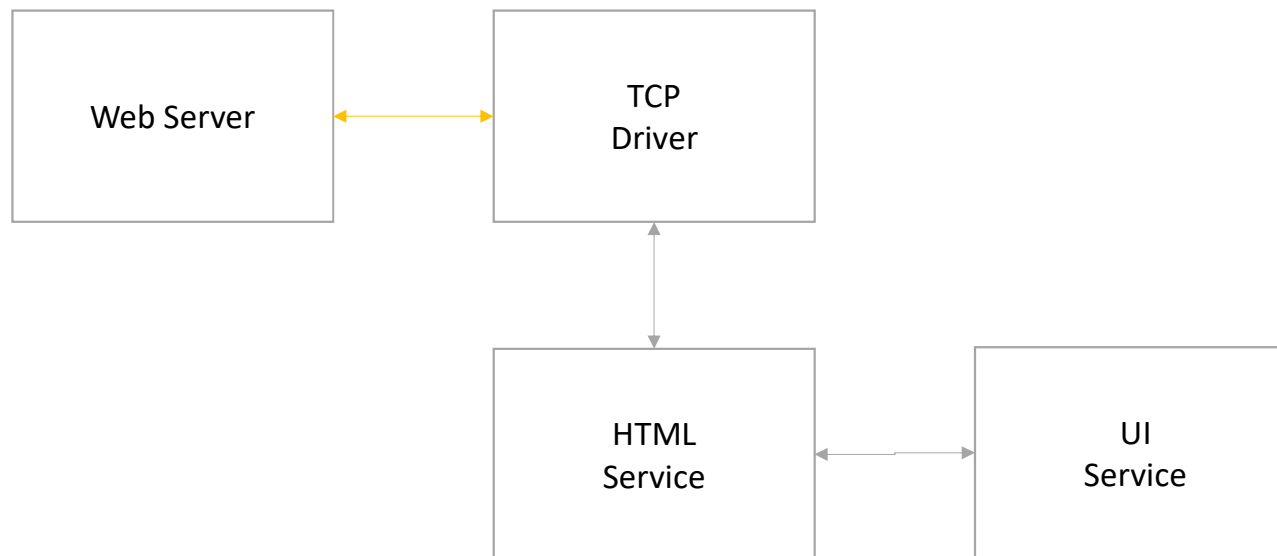 Web Server
TCP
Driver
HTML
Service
UI
Service